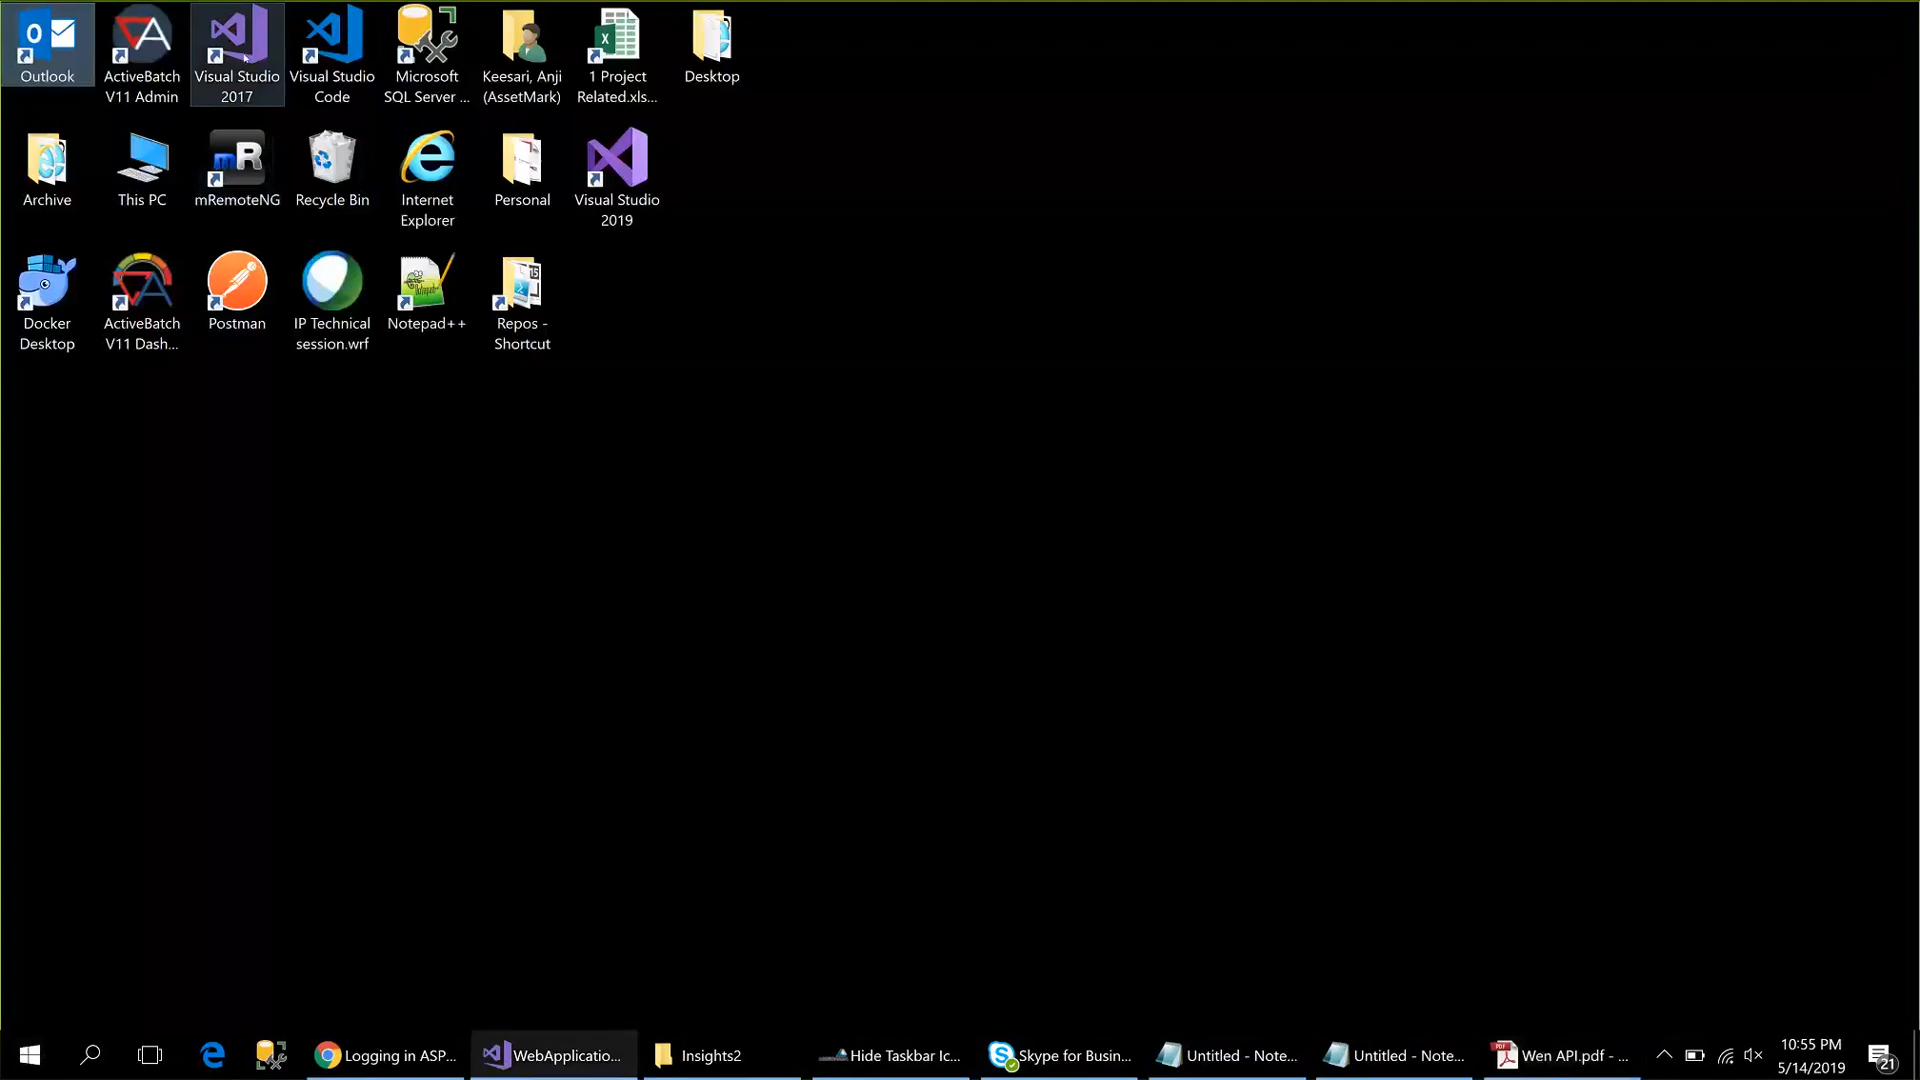 Outlook
ActiveBatch
V11 Admin
Visual Studio
2017
Visual Studio
Code
Microsoft
SQL Server ...
Keesari, Anji
(AssetMark)
1 Project
Related.xls...
Desktop
Archive
This PC
mRemoteNG
Recycle Bin
Internet
Explorer
Personal
Visual Studio
2019
Docker
Desktop
ActiveBatch
V11 Dash...
Postman
IP Technical
session.wrf
Notepad++
Repos -
Shortcut
Logging in ASP...
WebApplicatio...
Insights2
Hide Taskbar Ic...
Skype for Busin...
Untitled - Note...
Untitled - Note...
Wen API.pdf - ...
10:55 PM
5/14/2019
21